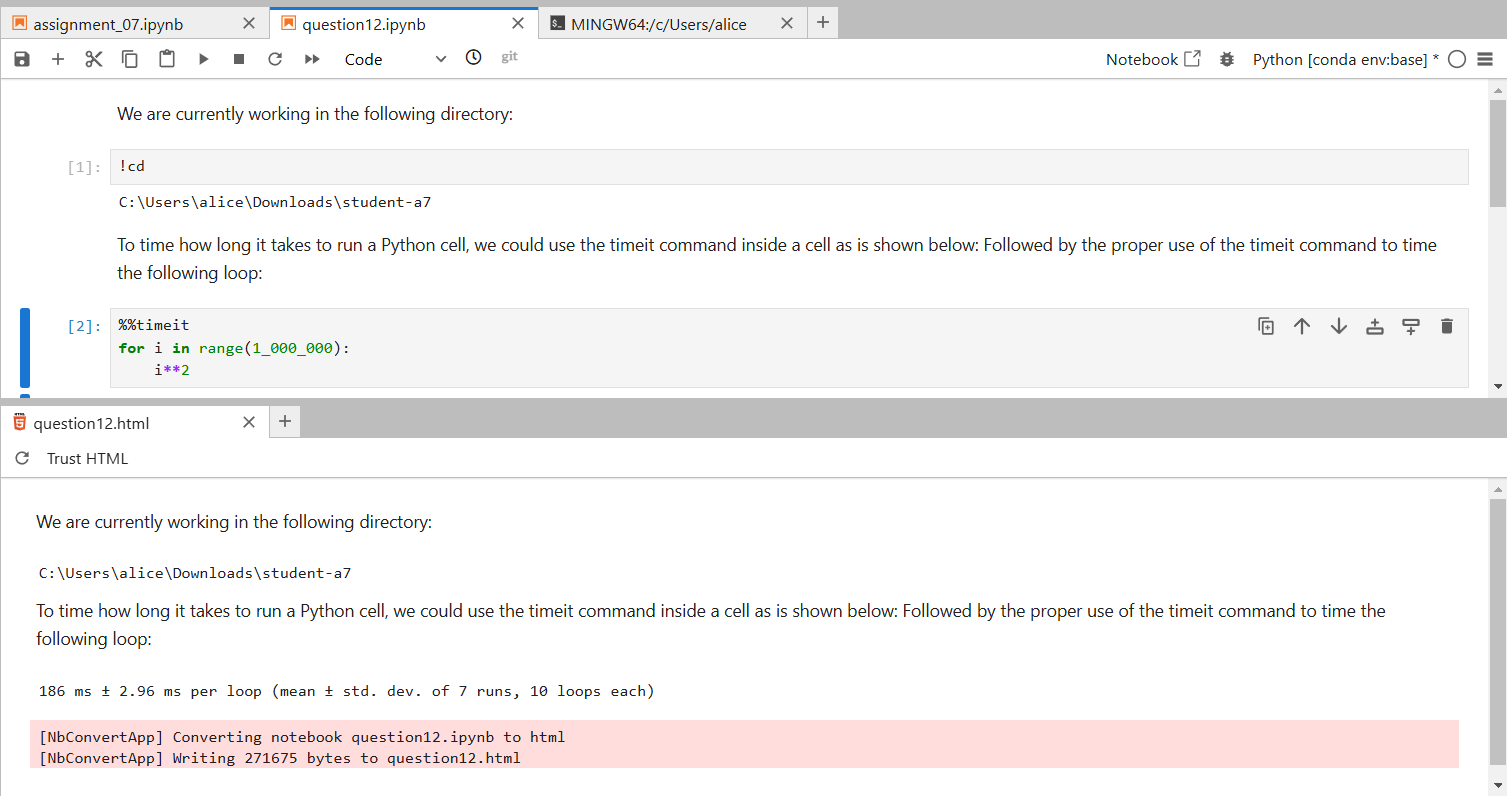 assignment_07.ipynb
question12.ipynb
MINGW64:/c/Users/alice
Code
git
Notebook
Python [conda env:base] *
We are currently working in the following directory:
[1]:
!cd
C:\Users\alice\Downloads\student-a7
To time how long it takes to run a Python cell, we could use the timeit command inside a cell as is shown below: Followed by the proper use of the timeit command to time
the following loop:
[2]:
%%timeit
for i in range(1_000_000):
    i**2
question12.html
Trust HTML
We are currently working in the following directory:
C:\Users\alice\Downloads\student-a7
To time how long it takes to run a Python cell, we could use the timeit command inside a cell as is shown below: Followed by the proper use of the timeit command to time the
following loop:
186 ms ± 2.96 ms per loop (mean ± std. dev. of 7 runs, 10 loops each)
[NbConvertApp] Converting notebook question12.ipynb to html
[NbConvertApp] Writing 271675 bytes to question12.html